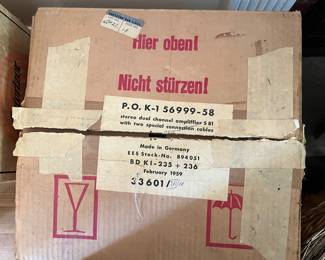 Hier oben!
Nicht stürzen!
P.O. K-1 56999-58
stereo dual channel amplifier S 81
with two special connection cables
Made in Germany
EES Stock-No. 894051
BD KI-235 + 236
February 1959
33601/